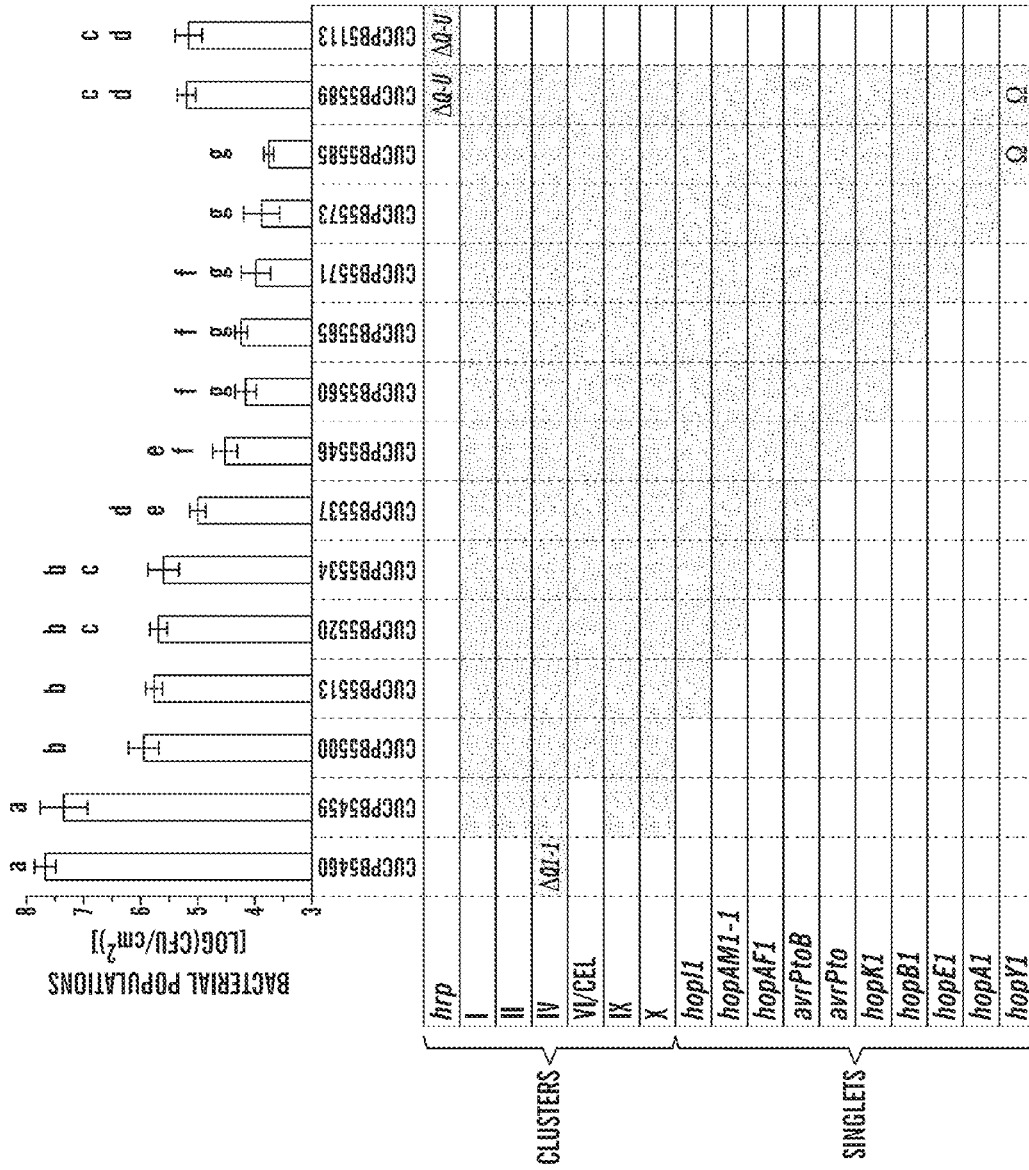 BACTERIAL POPULATIONS
[LOG(CFU/cm²)]
8
7
6
5
4
3
a
a
b
b
b c
b c
d e
e f
f g
f g
f g
g
g
c d
c d
CUCPB5460
CUCPB5459
CUCPB5500
CUCPB5513
CUCPB5520
CUCPB5534
CUCPB5537
CUCPB5546
CUCPB5560
CUCPB5565
CUCPB5571
CUCPB5573
CUCPB5585
CUCPB5589
CUCPB5113
CLUSTERS
hrp ΔQ-U ΔQ-U
I
II
IV ΔQ1-1
VI/CEL
IX
X
SINGLETS
hopI1
hopAM1-1
hopAF1
avrPtoB
avrPto
hopK1
hopB1
hopE1
hopA1
hopY1 Ω Ω